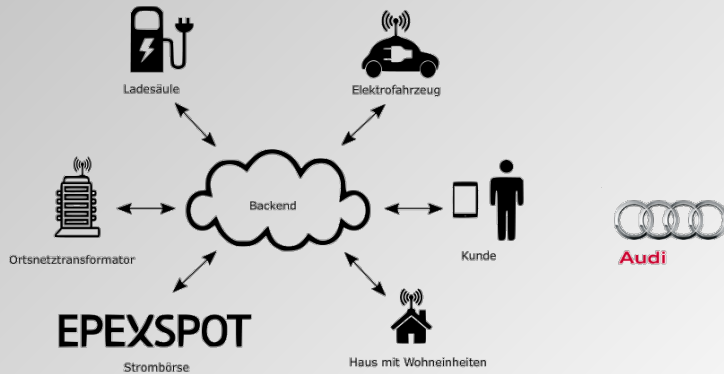 Ladesäule
Elektrofahrzeug
Backend
Ortsnetztransformator
Kunde
Audi
EPEXSPOT
Strombörse
Haus mit Wohneinheiten